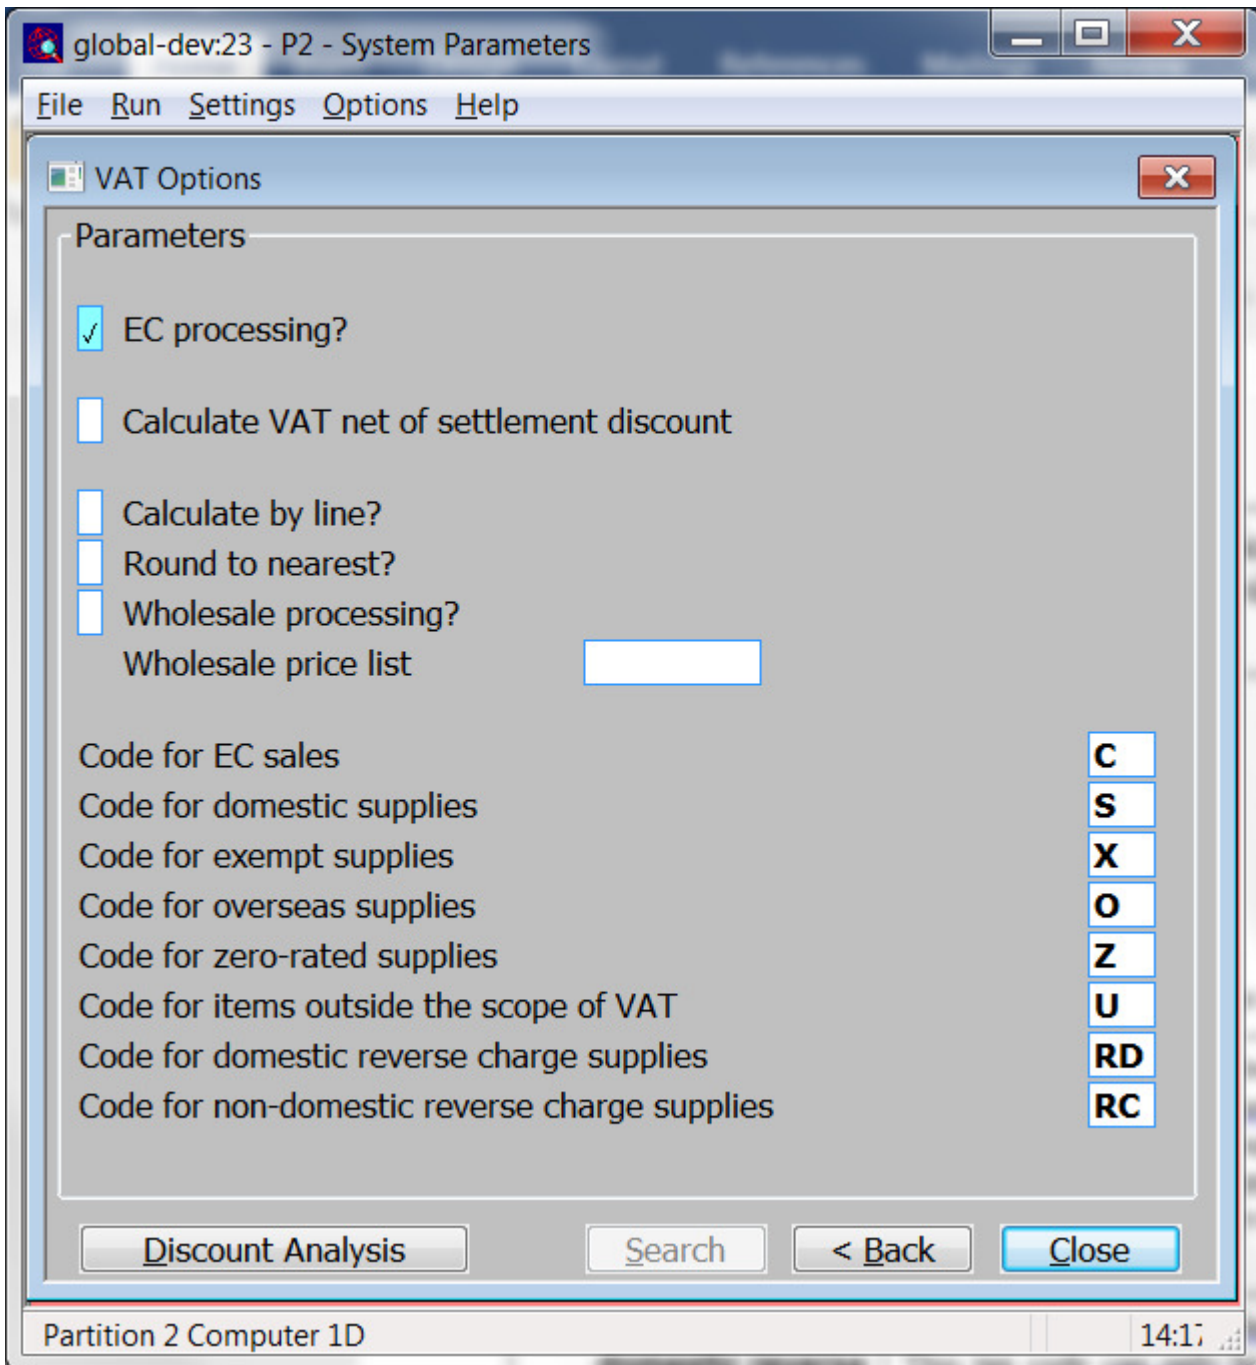 global-dev:23 - P2 - System Parameters
File Run Settings Options Help
VAT Options
Parameters
✓ EC processing?
Calculate VAT net of settlement discount
Calculate by line?
Round to nearest?
Wholesale processing?
Wholesale price list
Code for EC sales C
Code for domestic supplies S
Code for exempt supplies X
Code for overseas supplies O
Code for zero-rated supplies Z
Code for items outside the scope of VAT U
Code for domestic reverse charge supplies RD
Code for non-domestic reverse charge supplies RC
Discount Analysis Search < Back Close
Partition 2 Computer 1D 14:17